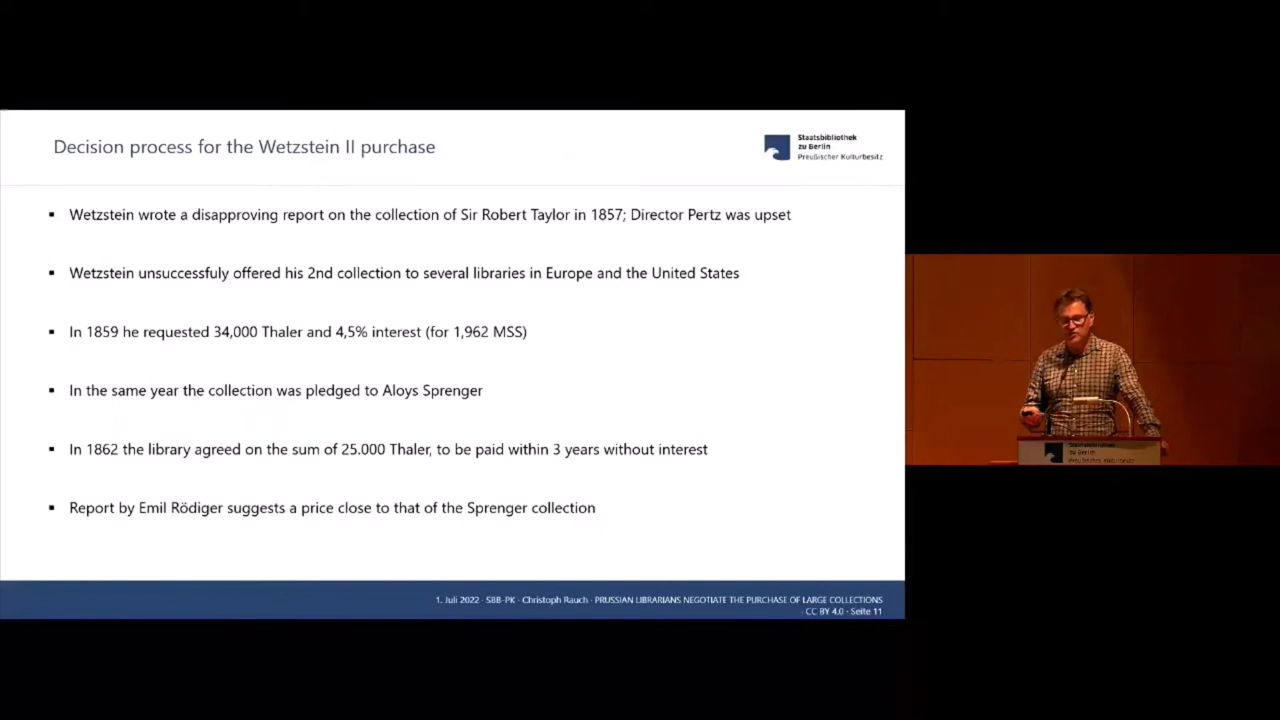 Decision process for the Wetzstein II purchase
Staatsbibliothek
zu Berlin
Preußischer Kulturbesitz
▪ Wetzstein wrote a disapproving report on the collection of Sir Robert Taylor in 1857; Director Pertz was upset
▪ Wetzstein unsuccessfuly offered his 2nd collection to several libraries in Europe and the United States
▪ In 1859 he requested 34,000 Thaler and 4,5% interest (for 1,962 MSS)
▪ In the same year the collection was pledged to Aloys Sprenger
▪ In 1862 the library agreed on the sum of 25.000 Thaler, to be paid within 3 years without interest
▪ Report by Emil Rödiger suggests a price close to that of the Sprenger collection
1. Juli 2022 · SBB-PK · Christoph Rauch · PRUSSIAN LIBRARIANS NEGOTIATE THE PURCHASE OF LARGE COLLECTIONS
· CC BY 4.0 · Seite 11
Staatsbibliothek
zu Berlin
Preußischer Kulturbesitz